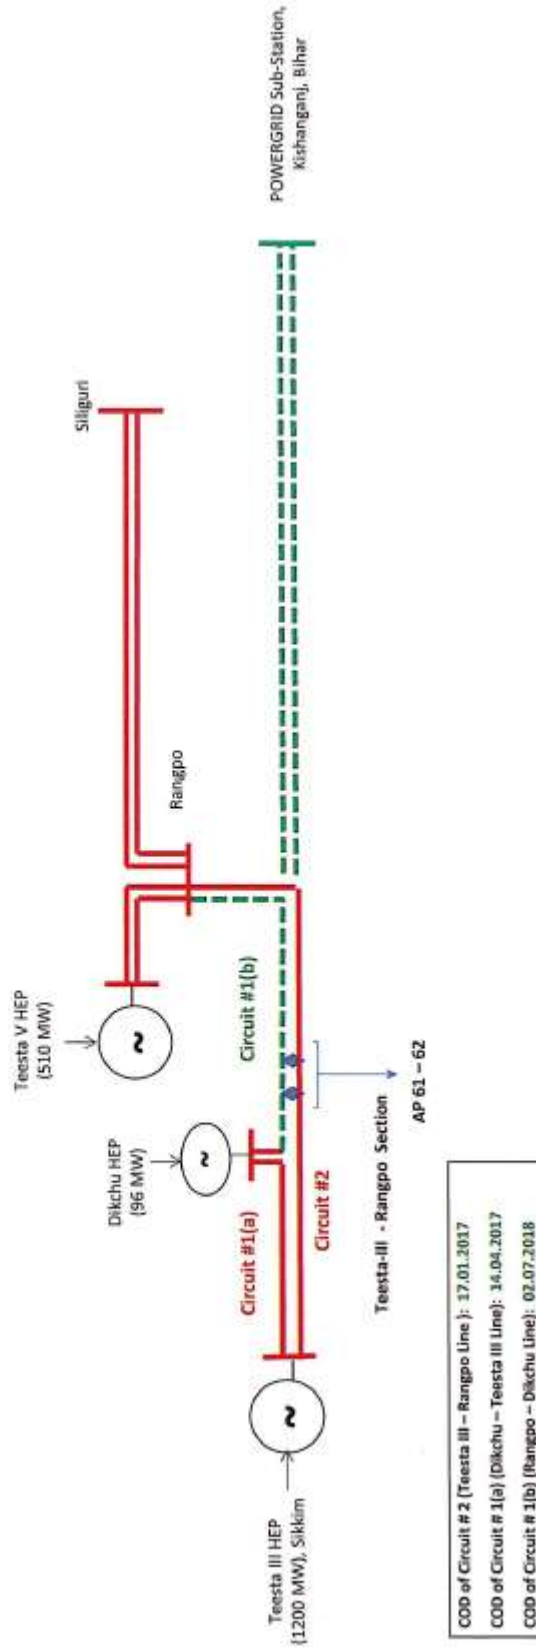 Teesta III HEP
(1200 MW), Sikkim
Dikchu HEP
(96 MW)
Teesta V HEP
(510 MW)
Circuit #1(a)
Circuit #2
Circuit #1(b)
Rangpo
Siliguri
POWERGRID Sub-Station,
Kishanganj, Bihar
Teesta-III - Rangpo Section
AP 61 – 62
COD of Circuit # 2 (Teesta III – Rangpo Line ): 17.01.2017
COD of Circuit # 1(a) (Dikchu – Teesta III Line): 14.04.2017
COD of Circuit # 1(b) (Rangpo – Dikchu Line): 02.07.2018